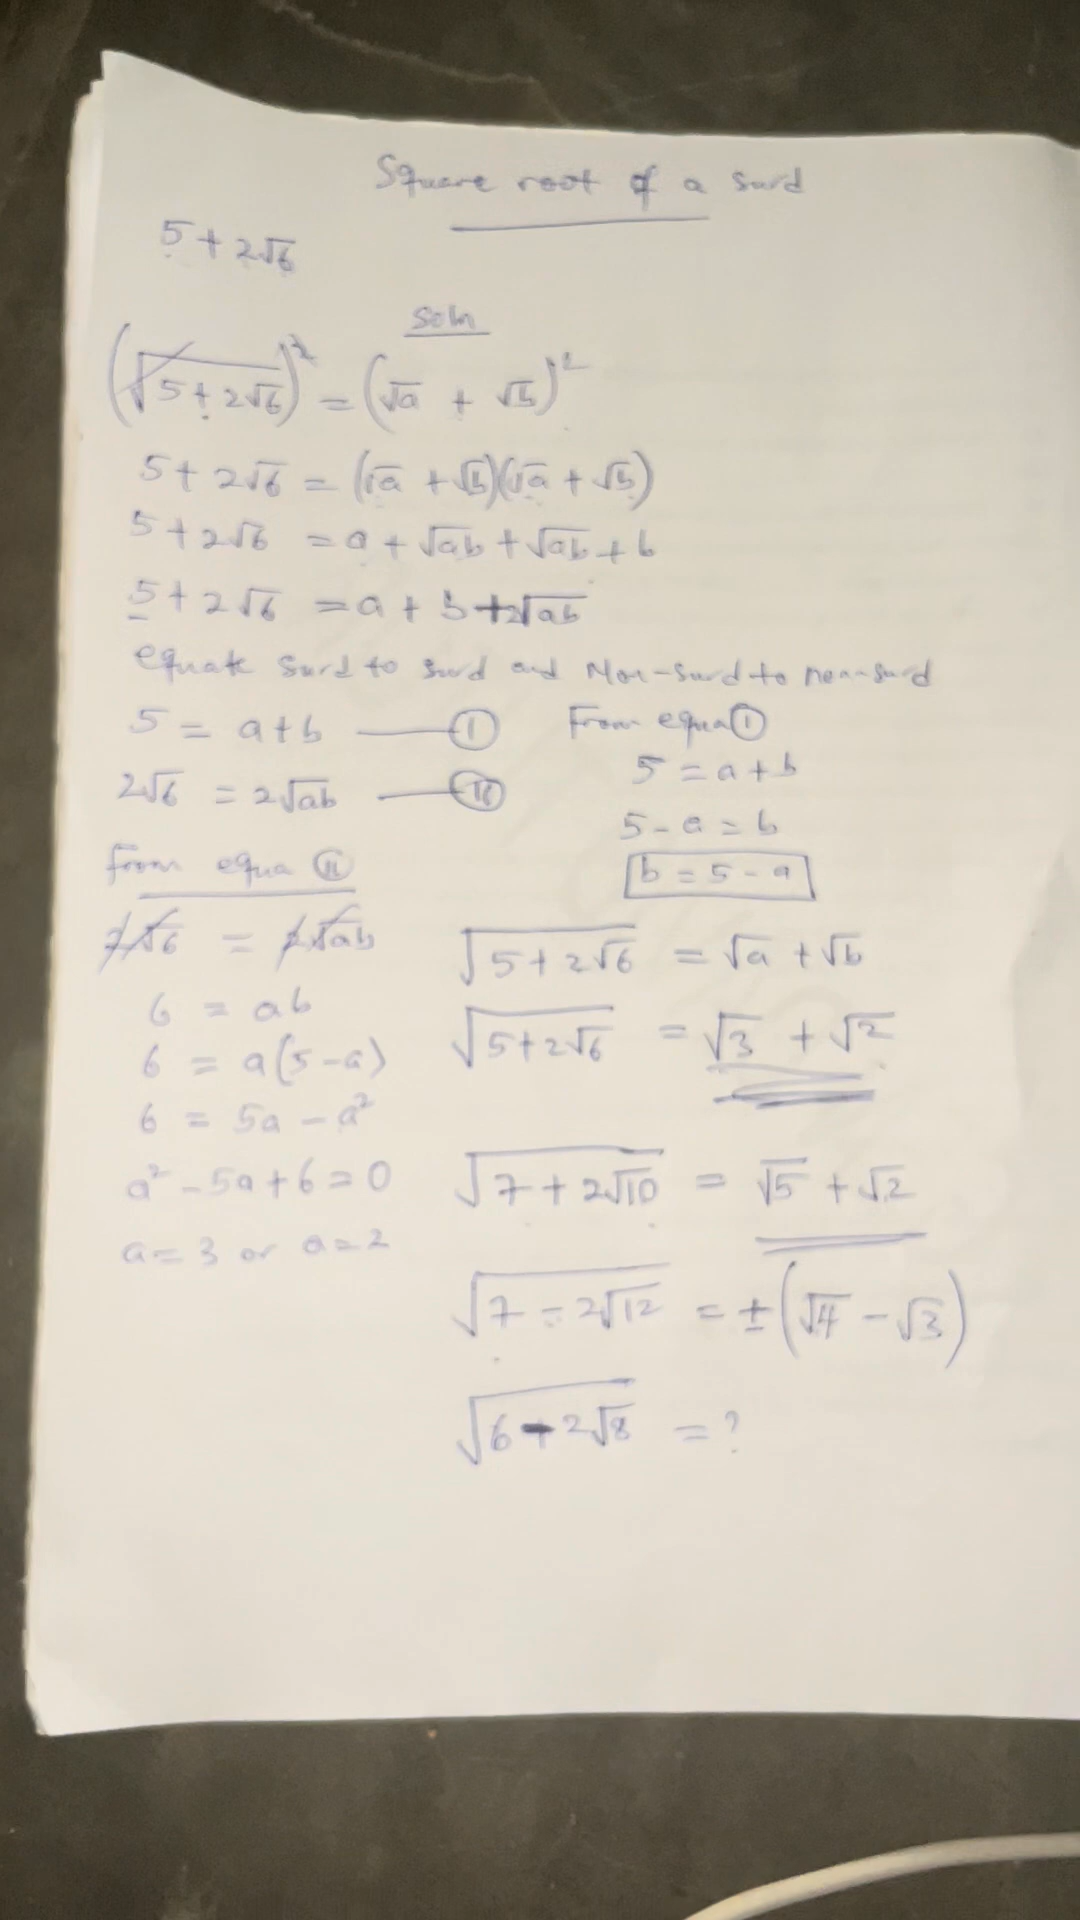 Square root of a surd
5 + 2√6
Soln
(√(5 + 2√6))² = (√a + √b)²
5 + 2√6 = (√a + √b)(√a + √b)
5 + 2√6 = a + √ab + √ab + b
5 + 2√6 = a + b + 2√ab
equate surd to surd and Non-surd to non-surd
5 = a + b —— (I)
2√6 = 2√ab —— (II)
From equa (II)
2√6 = 2√ab
6 = ab
6 = a(5 - a)
6 = 5a - a²
a² - 5a + 6 = 0
a = 3 or a = 2
From equa (I)
5 = a + b
5 - a = b
b = 5 - a
√(5 + 2√6) = √a + √b
√(5 + 2√6) = √3 + √2
√(7 + 2√10) = √5 + √2
√(7 - 2√12) = ±(√4 - √3)
√(6 - 2√8) = ?